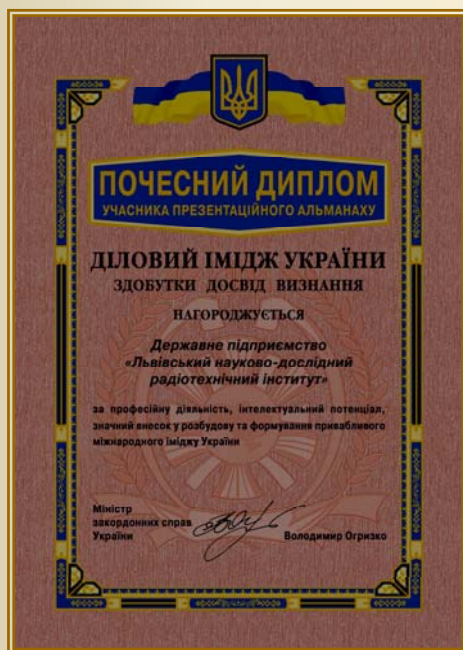 ПОЧЕСНИЙ ДИПЛОМ
УЧАСНИКА ПРЕЗЕНТАЦІЙНОГО АЛЬМАНАХУ
ДІЛОВИЙ ІМІДЖ УКРАЇНИ
ЗДОБУТКИ ДОСВІД ВИЗНАННЯ
НАГОРОДЖУЄТЬСЯ
Державне підприємство
«Львівський науково-дослідний
радіотехнічний інститут»
за професійну діяльність, інтелектуальний потенціал,
значний внесок у розбудову та формування привабливого
міжнародного іміджу України
Міністр
закордонних справ
України
Володимир Огризко